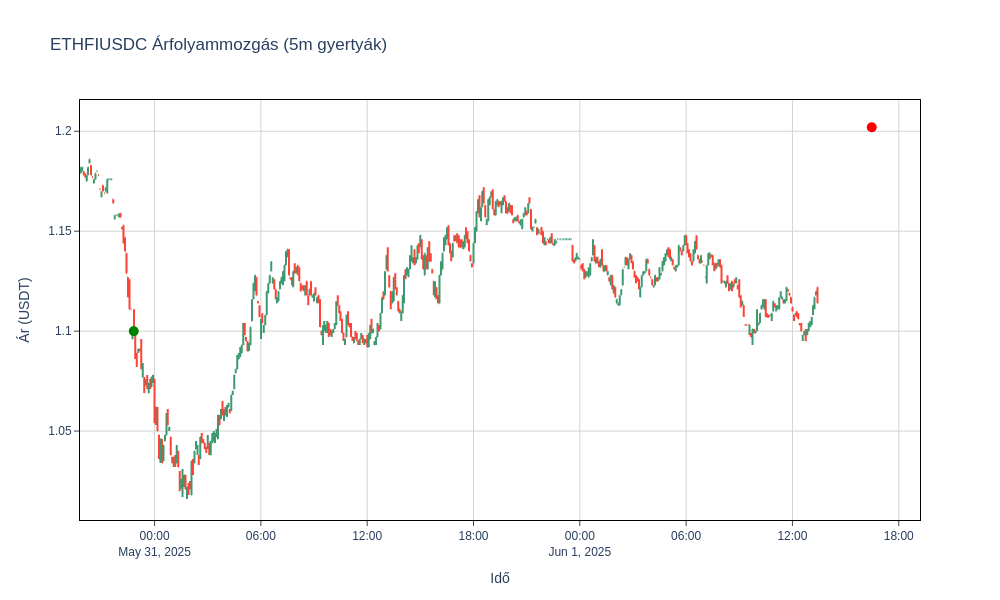 ETHFIUSDC Árfolyammozgás (5m gyertyák)
1.2
1.15
1.1
1.05
Ár (USDT)
00:00 06:00 12:00 18:00 00:00 06:00 12:00 18:00
May 31, 2025 Jun 1, 2025
Idő